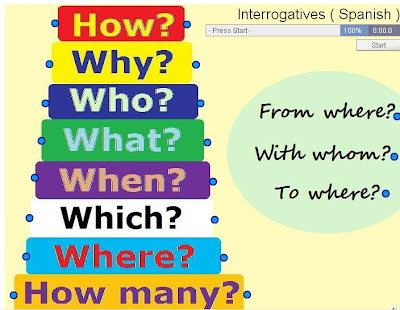 Interrogatives ( Spanish )
- Press Start -
100%
0:00.0
Start
How?
Why?
Who?
What?
When?
Which?
Where?
How many?
From where?
With whom?
To where?